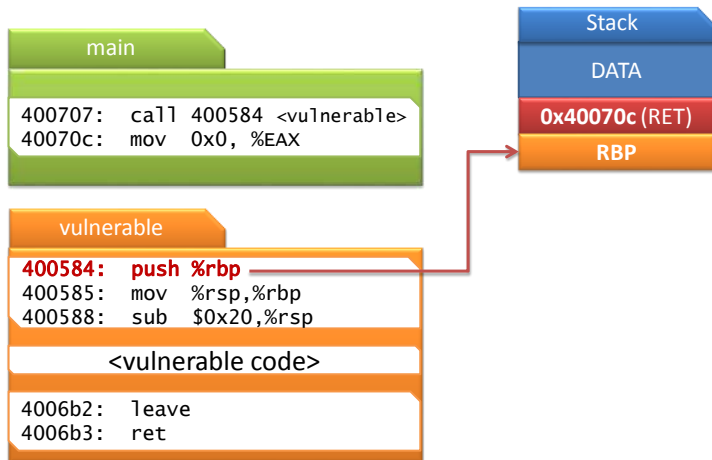 main
400707: call 400584 <vulnerable>
40070c: mov 0x0, %EAX
vulnerable
400584: push %rbp
400585: mov %rsp,%rbp
400588: sub $0x20,%rsp
<vulnerable code>
4006b2: leave
4006b3: ret
Stack
DATA
0x40070c (RET)
RBP